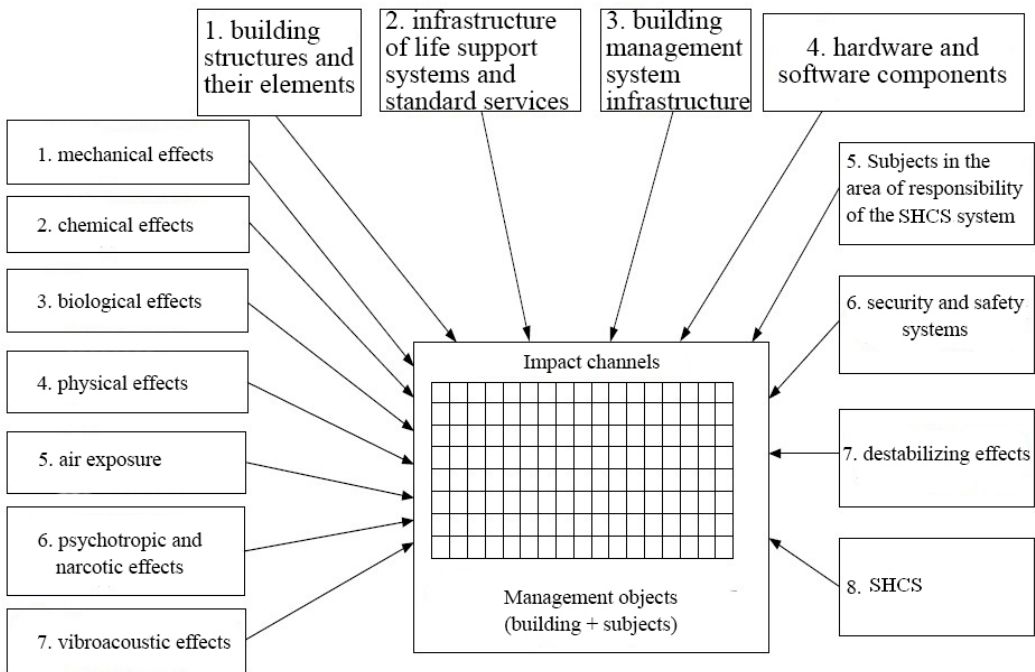 1. building
structures and
their elements
2. infrastructure
of life support
systems and
standard services
3. building
management
system
infrastructure
4. hardware and
software components
1. mechanical effects
2. chemical effects
3. biological effects
4. physical effects
5. air exposure
6. psychotropic and
narcotic effects
7. vibroacoustic effects
5. Subjects in the
area of responsibility
of the SHCS system
6. security and safety
systems
7. destabilizing effects
8. SHCS
Impact channels
Management objects
(building + subjects)